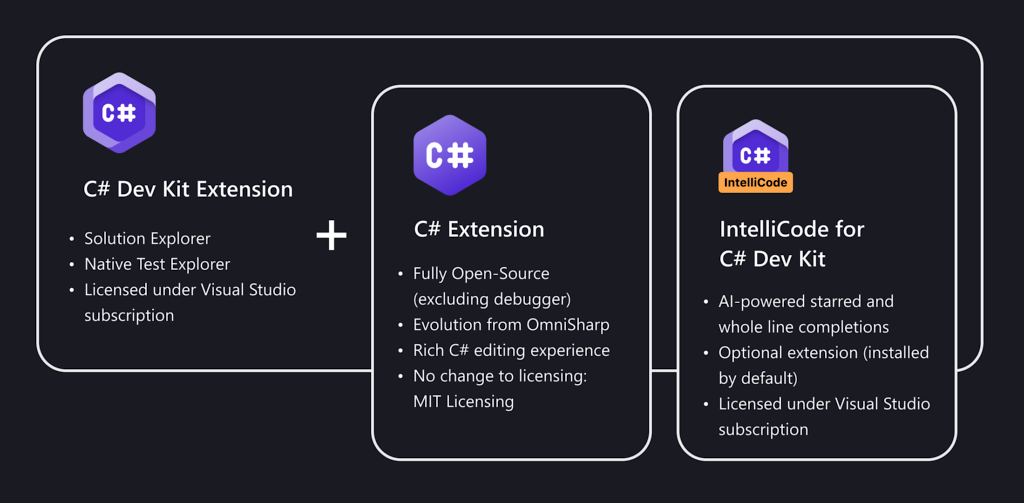 C#
C# Dev Kit Extension
• Solution Explorer
• Native Test Explorer
• Licensed under Visual Studio
subscription
+
C#
C# Extension
• Fully Open-Source
(excluding debugger)
• Evolution from OmniSharp
• Rich C# editing experience
• No change to licensing:
MIT Licensing
C#
IntelliCode
IntelliCode for
C# Dev Kit
• AI-powered starred and
whole line completions
• Optional extension (installed
by default)
• Licensed under Visual Studio
subscription